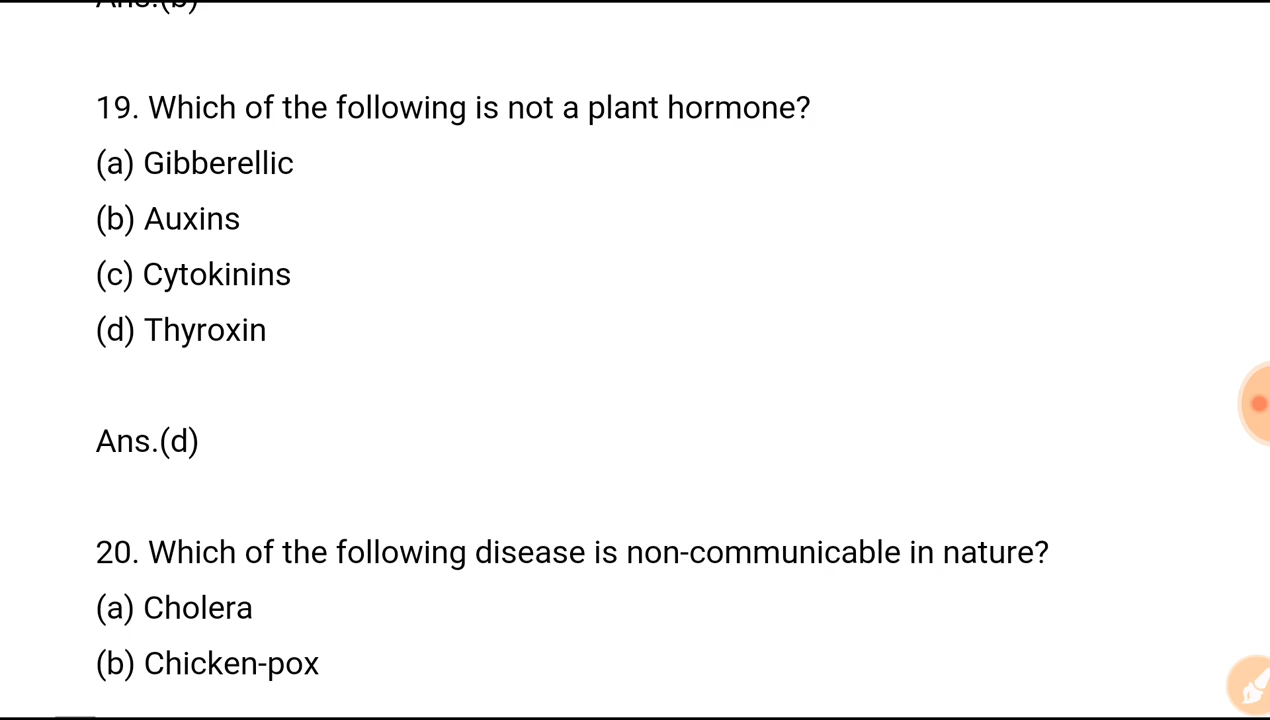 Ans.(b)
19. Which of the following is not a plant hormone?
(a) Gibberellic
(b) Auxins
(c) Cytokinins
(d) Thyroxin
Ans.(d)
20. Which of the following disease is non-communicable in nature?
(a) Cholera
(b) Chicken-pox